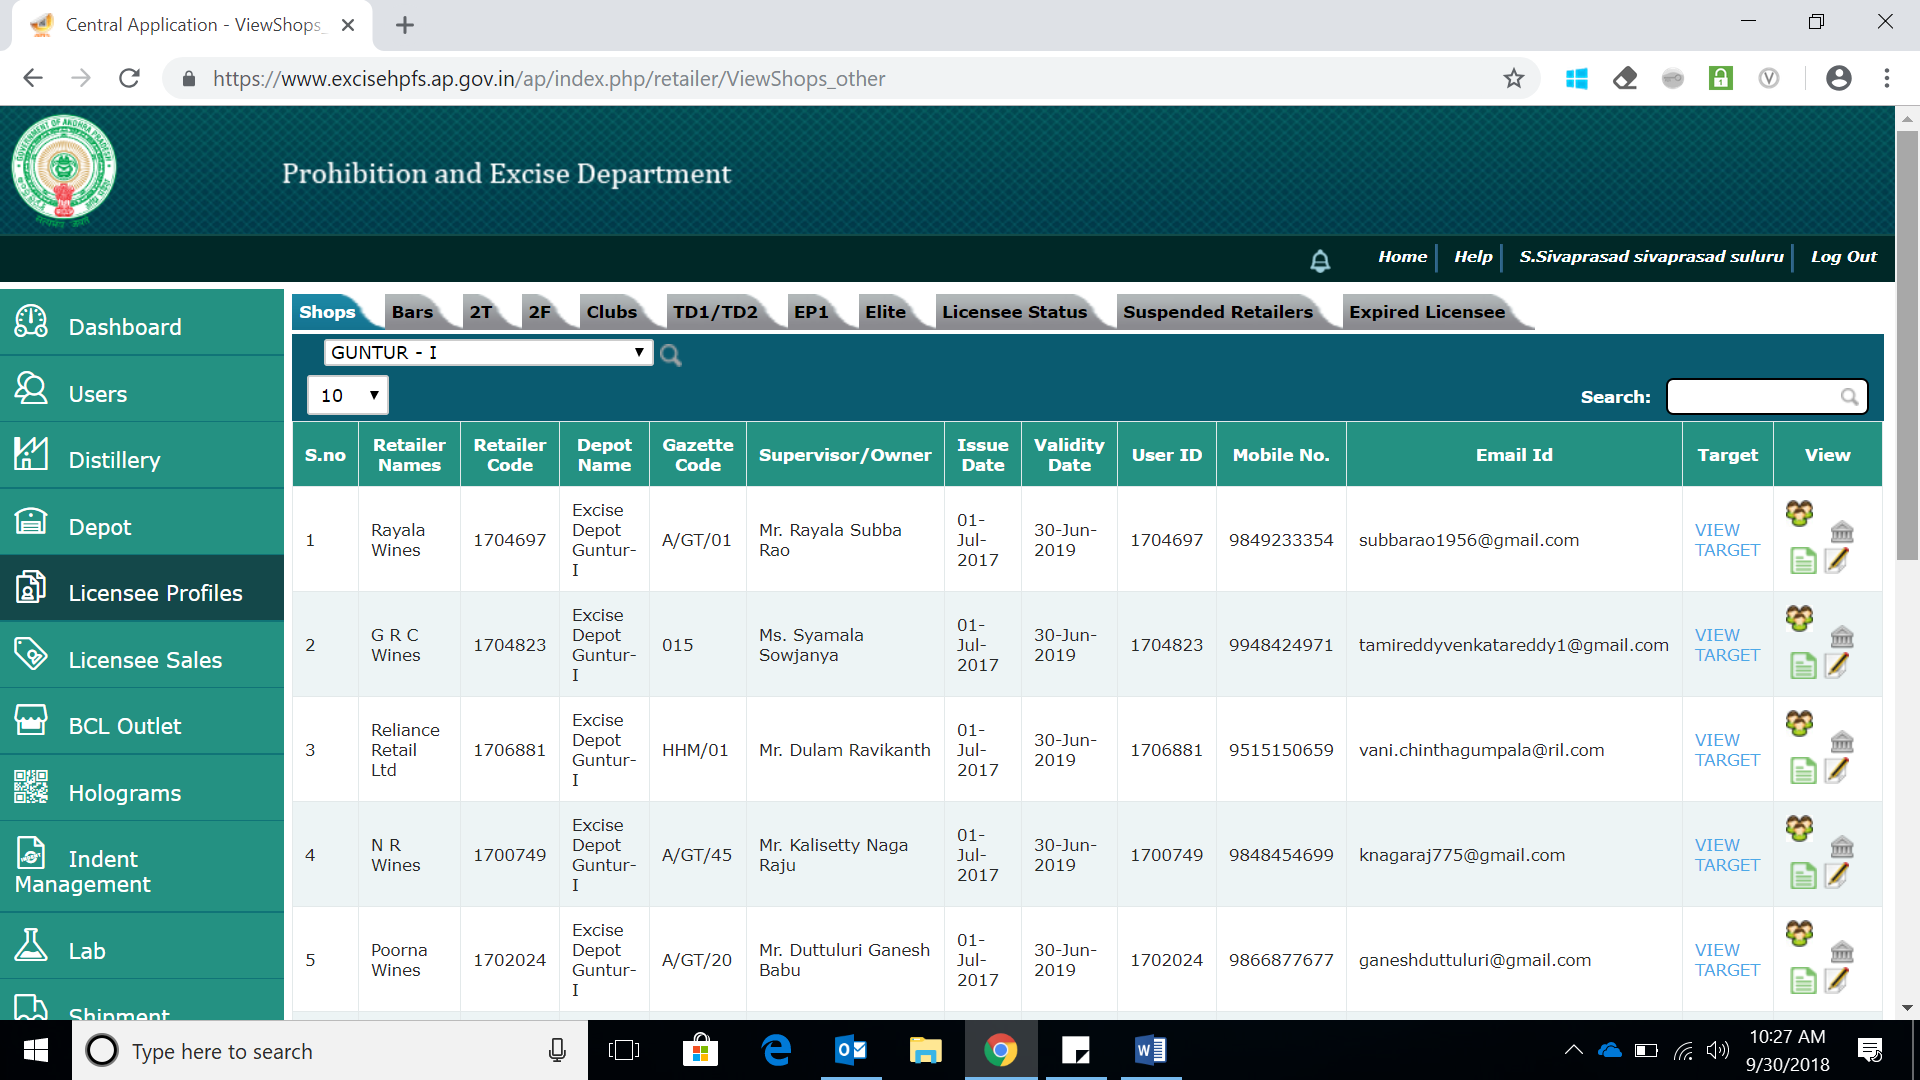 Central Application - ViewShops_
https://www.excisehpfs.ap.gov.in/ap/index.php/retailer/ViewShops_other
Prohibition and Excise Department
Home
Help
S.Sivaprasad sivaprasad suluru
Log Out
Dashboard
Users
Distillery
Depot
Licensee Profiles
Licensee Sales
BCL Outlet
Holograms
Indent
Management
Lab
Shipment
Shops Bars 2T 2F Clubs TD1/TD2 EP1 Elite Licensee Status Suspended Retailers Expired Licensee
GUNTUR - I
10
Search:
S.no Retailer Names Retailer Code Depot Name Gazette Code Supervisor/Owner Issue Date Validity Date User ID Mobile No. Email Id Target View
1 Rayala Wines 1704697 Excise Depot Guntur-I A/GT/01 Mr. Rayala Subba Rao 01-Jul-2017 30-Jun-2019 1704697 9849233354 subbarao1956@gmail.com VIEW TARGET
2 G R C Wines 1704823 Excise Depot Guntur-I 015 Ms. Syamala Sowjanya 01-Jul-2017 30-Jun-2019 1704823 9948424971 tamireddyvenkatareddy1@gmail.com VIEW TARGET
3 Reliance Retail Ltd 1706881 Excise Depot Guntur-I HHM/01 Mr. Dulam Ravikanth 01-Jul-2017 30-Jun-2019 1706881 9515150659 vani.chinthagumpala@ril.com VIEW TARGET
4 N R Wines 1700749 Excise Depot Guntur-I A/GT/45 Mr. Kalisetty Naga Raju 01-Jul-2017 30-Jun-2019 1700749 9848454699 knagaraj775@gmail.com VIEW TARGET
5 Poorna Wines 1702024 Excise Depot Guntur-I A/GT/20 Mr. Duttuluri Ganesh Babu 01-Jul-2017 30-Jun-2019 1702024 9866877677 ganeshduttuluri@gmail.com VIEW TARGET
Type here to search
10:27 AM
9/30/2018